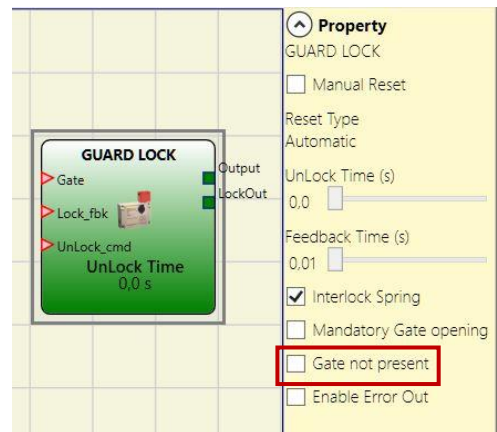 GUARD LOCK
Gate
Output
LockOut
Lock_fbk
UnLock_cmd
UnLock Time
0,0 s
Property
GUARD LOCK
Manual Reset
Reset Type
Automatic
UnLock Time (s)
0,0
Feedback Time (s)
0,01
Interlock Spring
Mandatory Gate opening
Gate not present
Enable Error Out